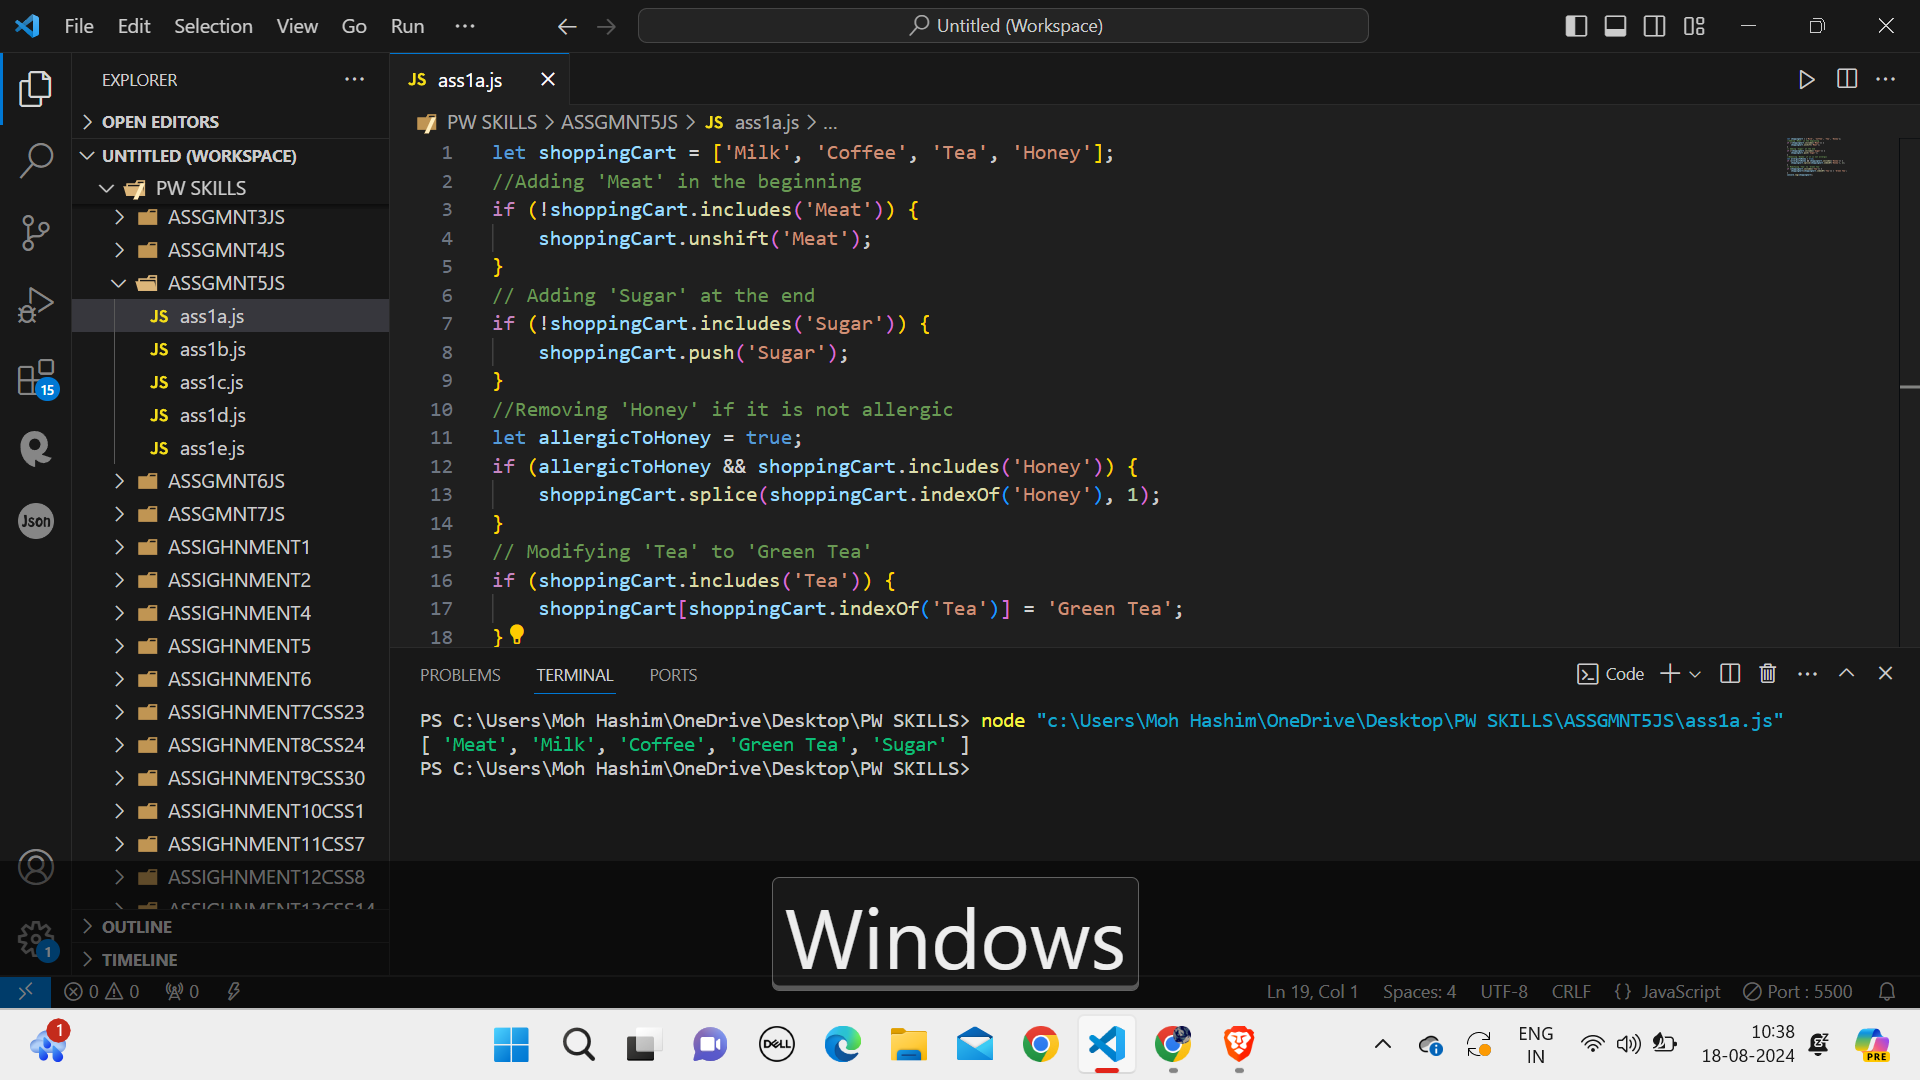 File Edit Selection View Go Run ···
Untitled (Workspace)
EXPLORER ···
OPEN EDITORS
UNTITLED (WORKSPACE)
PW SKILLS
ASSGMNT3JS
ASSGMNT4JS
ASSGMNT5JS
JS ass1a.js
JS ass1b.js
JS ass1c.js
JS ass1d.js
JS ass1e.js
ASSGMNT6JS
ASSGMNT7JS
ASSIGHNMENT1
ASSIGHNMENT2
ASSIGHNMENT4
ASSIGHNMENT5
ASSIGHNMENT6
ASSIGHNMENT7CSS23
ASSIGHNMENT8CSS24
ASSIGHNMENT9CSS30
ASSIGHNMENT10CSS1
ASSIGHNMENT11CSS7
ASSIGHNMENT12CSS8
ASSIGHNMENT13CSS14
OUTLINE
TIMELINE
15
Json
1
JS ass1a.js
PW SKILLS > ASSGMNT5JS > JS ass1a.js > ...
1 let shoppingCart = ['Milk', 'Coffee', 'Tea', 'Honey'];
2 //Adding 'Meat' in the beginning
3 if (!shoppingCart.includes('Meat')) {
4 shoppingCart.unshift('Meat');
5 }
6 // Adding 'Sugar' at the end
7 if (!shoppingCart.includes('Sugar')) {
8 shoppingCart.push('Sugar');
9 }
10 //Removing 'Honey' if it is not allergic
11 let allergicToHoney = true;
12 if (allergicToHoney && shoppingCart.includes('Honey')) {
13 shoppingCart.splice(shoppingCart.indexOf('Honey'), 1);
14 }
15 // Modifying 'Tea' to 'Green Tea'
16 if (shoppingCart.includes('Tea')) {
17 shoppingCart[shoppingCart.indexOf('Tea')] = 'Green Tea';
18 }
PROBLEMS TERMINAL PORTS
Code
PS C:\Users\Moh Hashim\OneDrive\Desktop\PW SKILLS> node "c:\Users\Moh Hashim\OneDrive\Desktop\PW SKILLS\ASSGMNT5JS\ass1a.js"
[ 'Meat', 'Milk', 'Coffee', 'Green Tea', 'Sugar' ]
PS C:\Users\Moh Hashim\OneDrive\Desktop\PW SKILLS>
Windows
0 0 0
Ln 19, Col 1 Spaces: 4 UTF-8 CRLF {} JavaScript Port : 5500
1
DELL
ENG
IN
10:38
18-08-2024
PRE